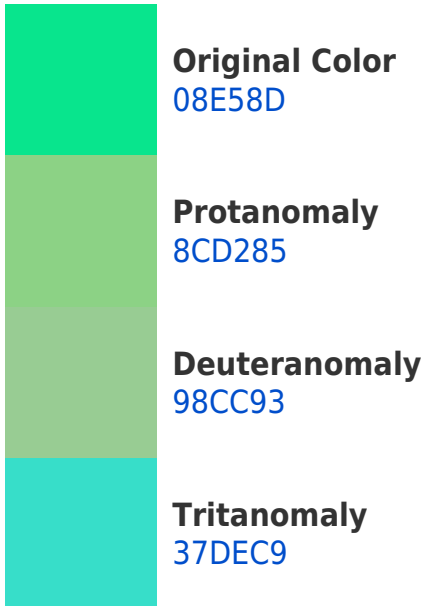 Original Color
08E58D
Protanomaly
8CD285
Deuteranomaly
98CC93
Tritanomaly
37DEC9